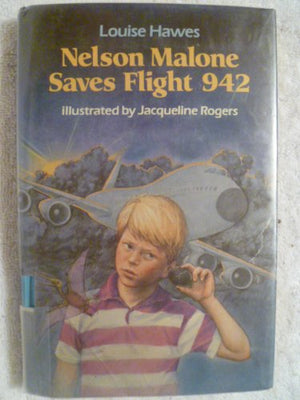 Louise Hawes
Nelson Malone
Saves Flight 942
illustrated by Jacqueline Rogers